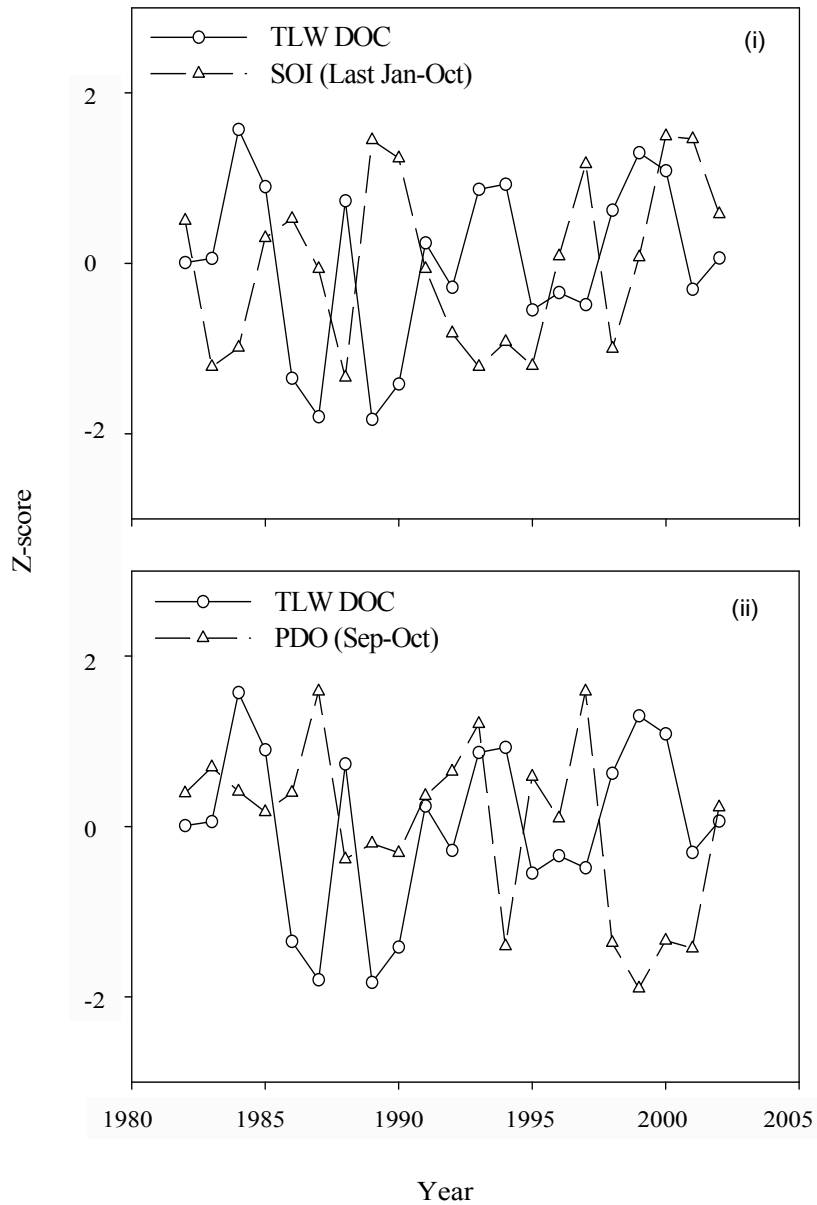 TLW DOC
(i)
SOI (Last Jan-Oct)
2
0
-2
Z-score
TLW DOC
(ii)
PDO (Sep-Oct)
2
0
-2
1980 1985 1990 1995 2000 2005
Year